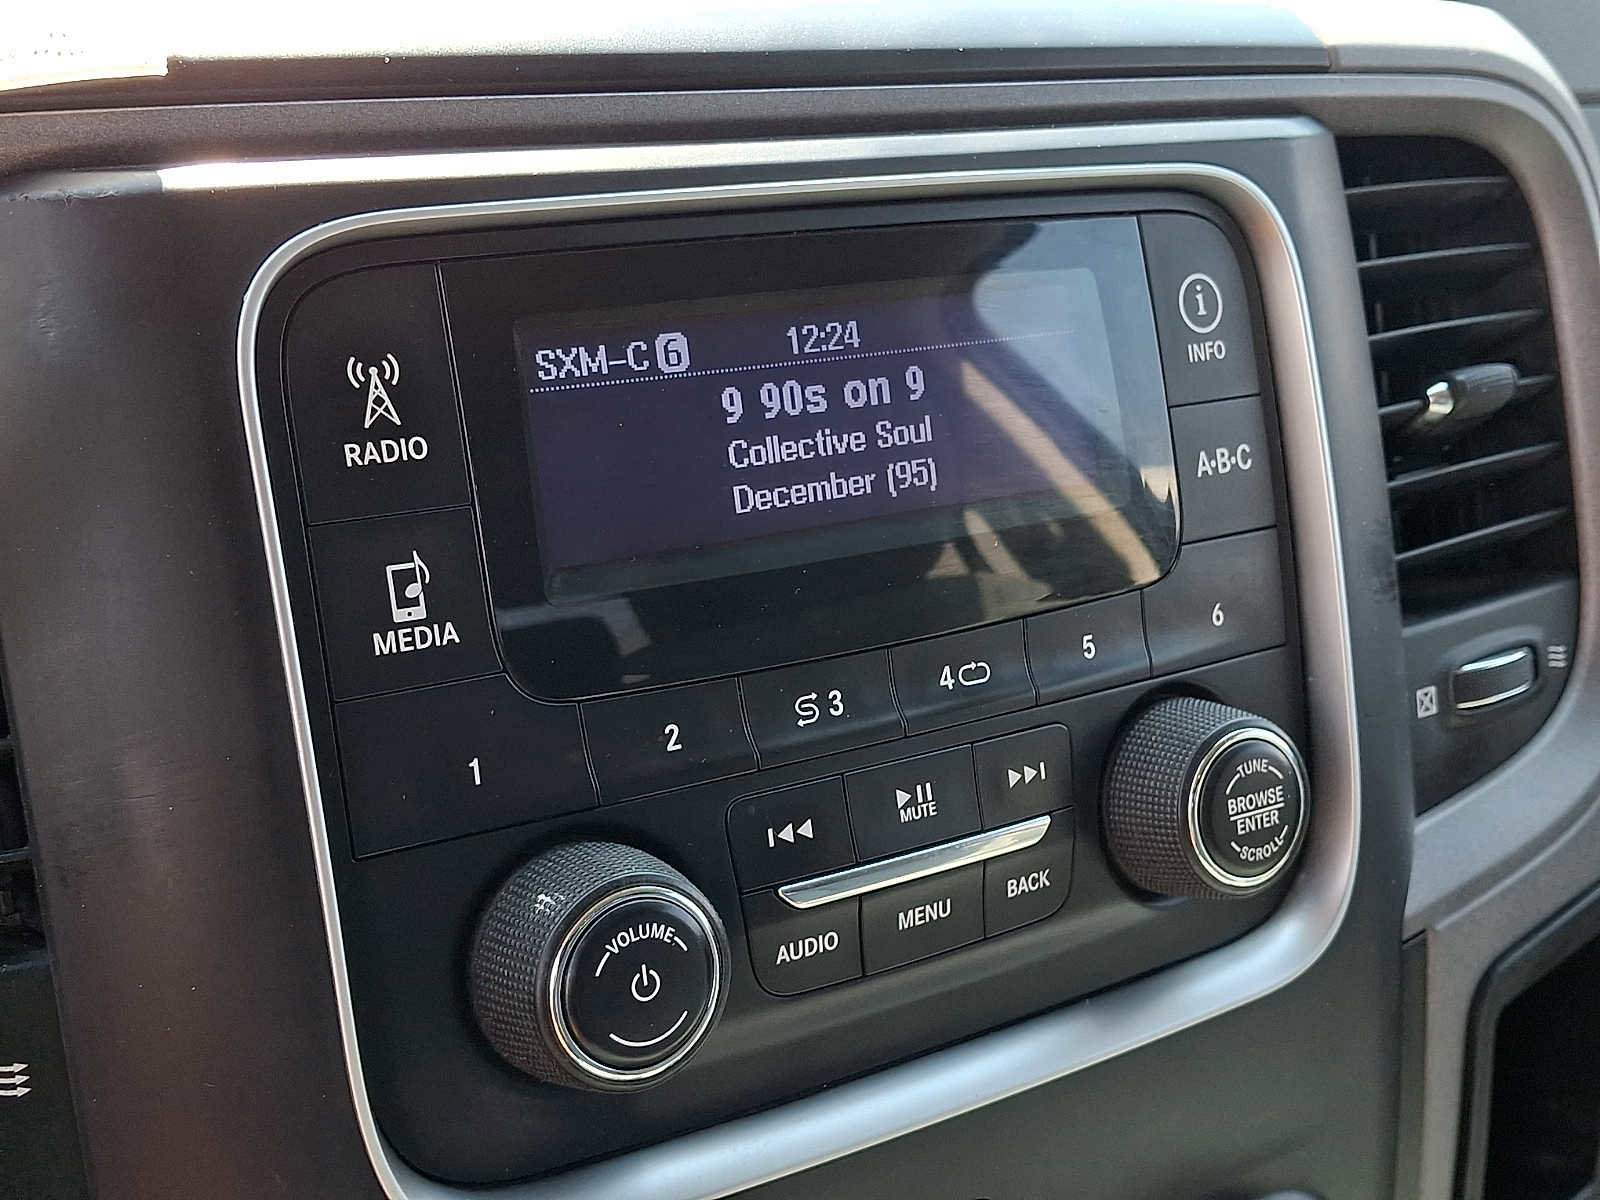 SXM-C 6 12:24
9 90s on 9
Collective Soul
December (95)
RADIO
MEDIA
i
INFO
A·B·C
1 2 3 4 5 6
MUTE
AUDIO MENU BACK
VOLUME
TUNE
BROWSE
ENTER
SCROLL